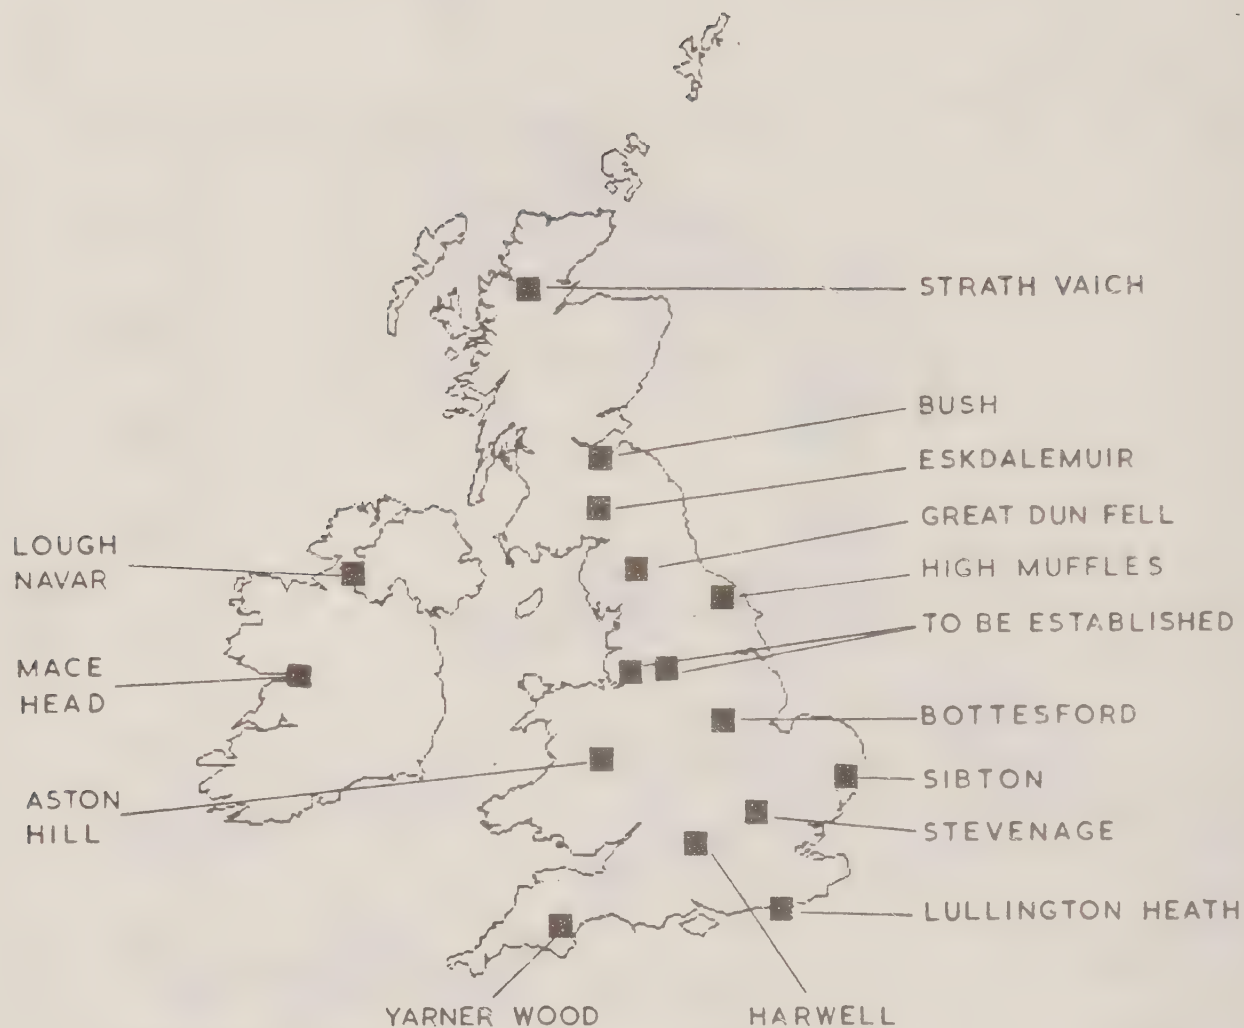 STRATH VAICH
BUSH
ESKDALEMUIR
GREAT DUN FELL
LOUGH
NAVAR
HIGH MUFFLES
TO BE ESTABLISHED
MACE
HEAD
BOTTESFORD
SIBTON
ASTON
HILL
STEVENAGE
LULLINGTON HEATH
YARNER WOOD
HARWELL